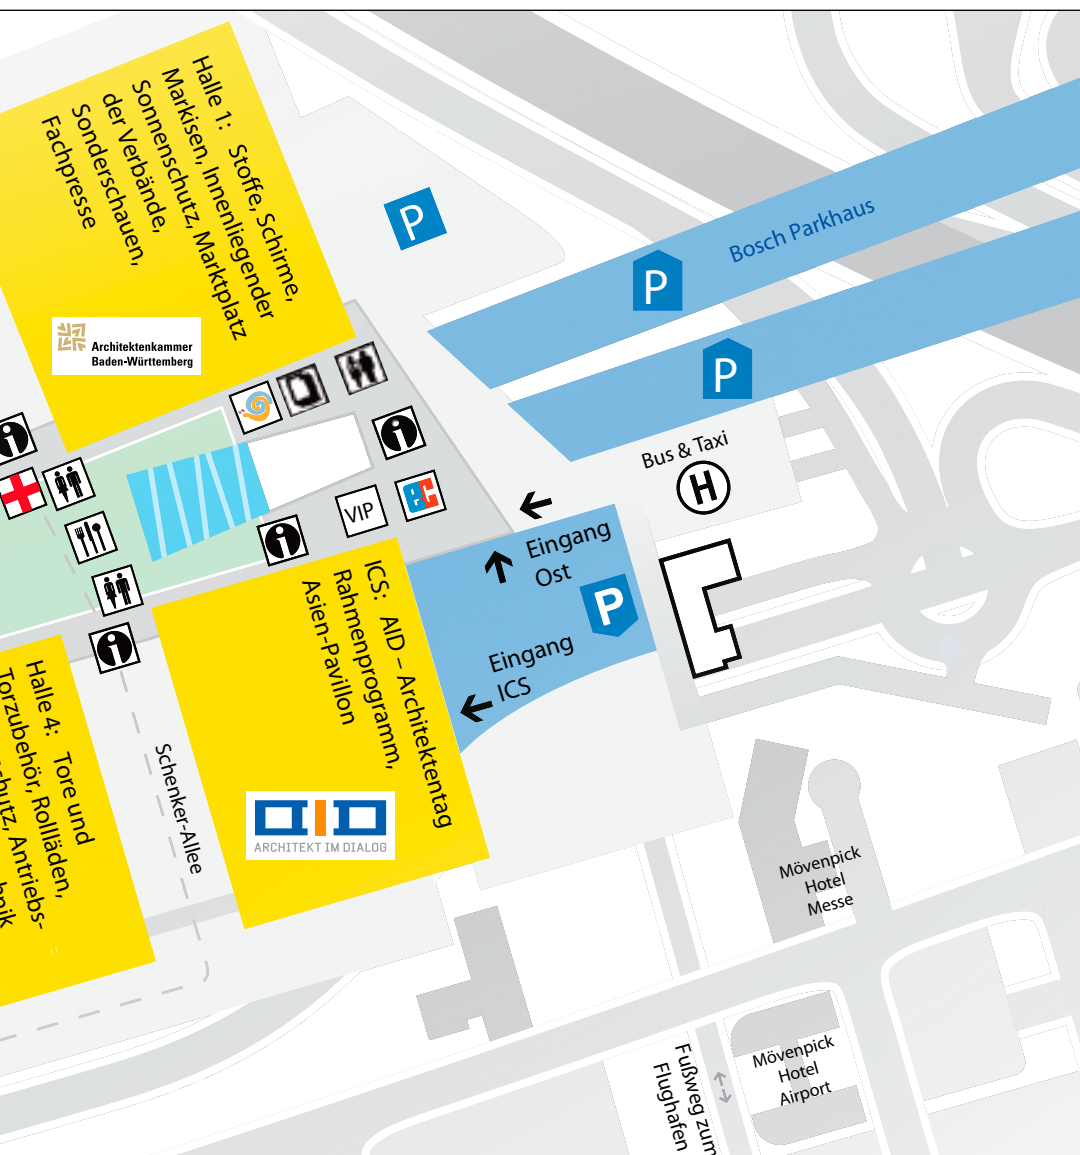 Halle 1: Stoffe, Schirme,
Markisen, Innenliegender
Sonnenschutz, Marktplatz
der Verbände,
Sonderschauen,
Fachpresse
Architektenkammer
Baden-Württemberg
P
Bosch Parkhaus
P
P
Bus & Taxi
H
i
i
VIP
EC
i
i
Eingang
Ost
P
Eingang
ICS
ICS: AID – Architektentag
Rahmenprogramm,
Asien-Pavillon
ARCHITEKT IM DIALOG
Schenker-Allee
Halle 4: Tore und
Torzubehör, Rollläden,
Antriebs-
Mövenpick
Hotel
Messe
Mövenpick
Hotel
Airport
Fußweg zum
Flughafen